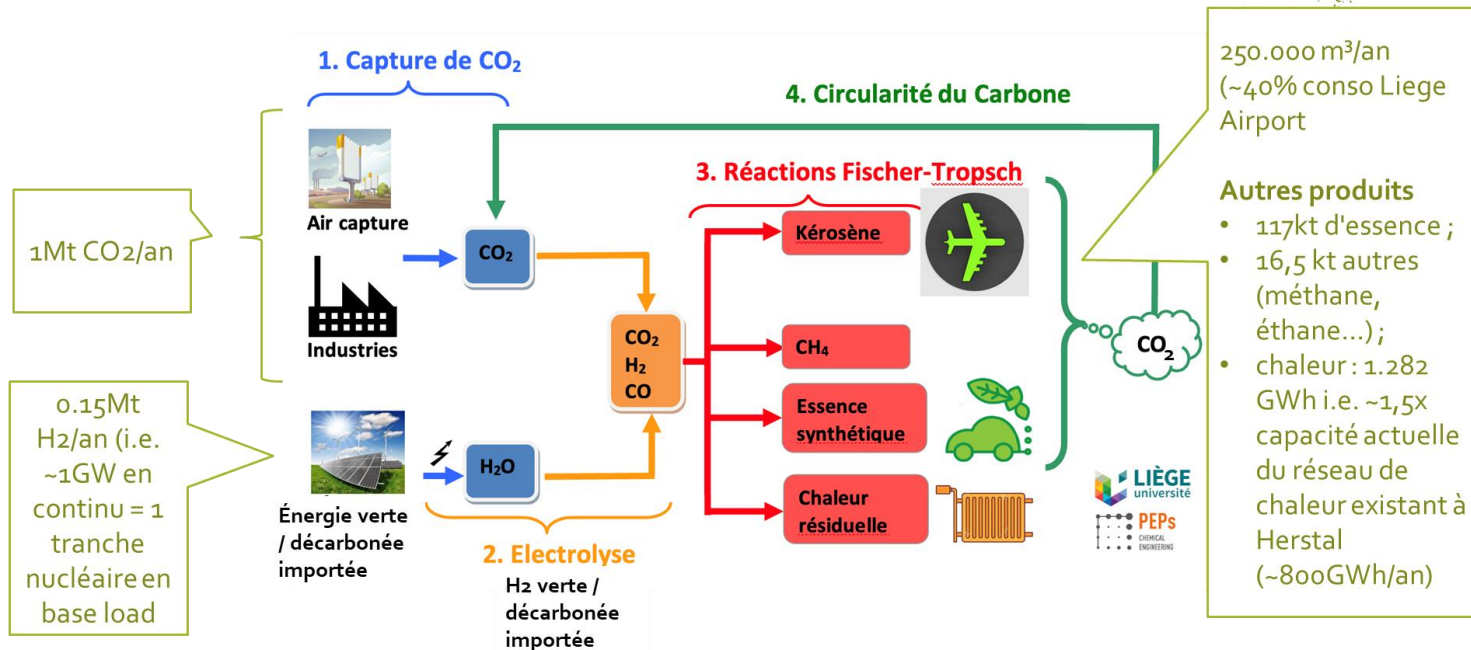 1. Capture de CO₂
4. Circularité du Carbone
3. Réactions Fischer-Tropsch
1Mt CO2/an
Air capture
Industries
CO₂
CO₂
H₂
CO
Kérosène
CH₄
Essence
synthétique
Chaleur
résiduelle
CO₂
0.15Mt
H2/an (i.e.
~1GW en
continu = 1
tranche
nucléaire en
base load
Énergie verte
/ décarbonée
importée
H₂O
2. Electrolyse
H2 verte /
décarbonée
importée
LIÈGE
université
PEPs
CHEMICAL
ENGINEERING
250.000 m³/an
(~40% conso Liege
Airport
Autres produits
• 117kt d'essence ;
• 16,5 kt autres
(méthane,
éthane...) ;
• chaleur : 1.282
GWh i.e. ~1,5x
capacité actuelle
du réseau de
chaleur existant à
Herstal
(~800GWh/an)